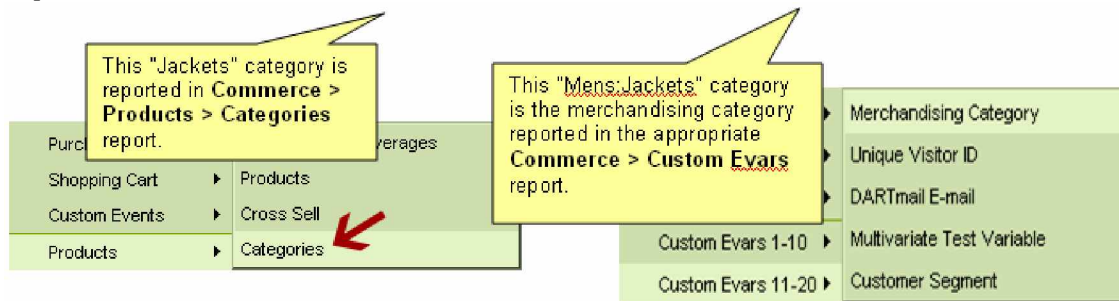 This "Jackets" category is
reported in Commerce >
Products > Categories
report.
This "Mens:Jackets" category
is the merchandising category
reported in the appropriate
Commerce > Custom Evars
report.
verages
Shopping Cart
Products
Custom Events
Cross Sell
Products
Categories
Merchandising Category
Unique Visitor ID
DARTmail E-mail
Custom Evars 1-10
Multivariate Test Variable
Custom Evars 11-20
Customer Segment